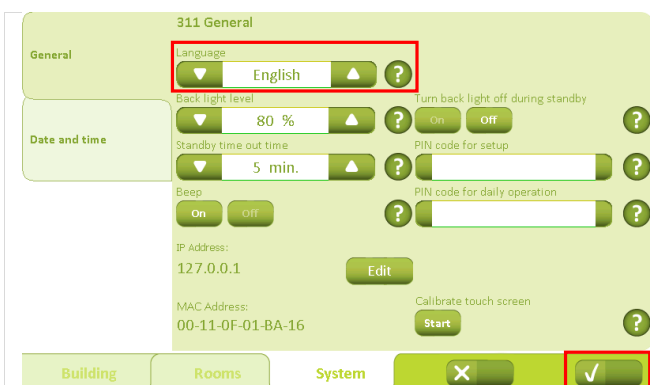 311 General
General
Date and time
Language
English
?
Back light level
80 %
?
Turn back light off during standby
On Off
?
Standby time out time
5 min.
?
PIN code for setup
?
Beep
On Off
?
PIN code for daily operation
?
IP Address:
127.0.0.1
Edit
MAC Address:
00-11-0F-01-BA-16
Calibrate touch screen
Start
?
Building Rooms System